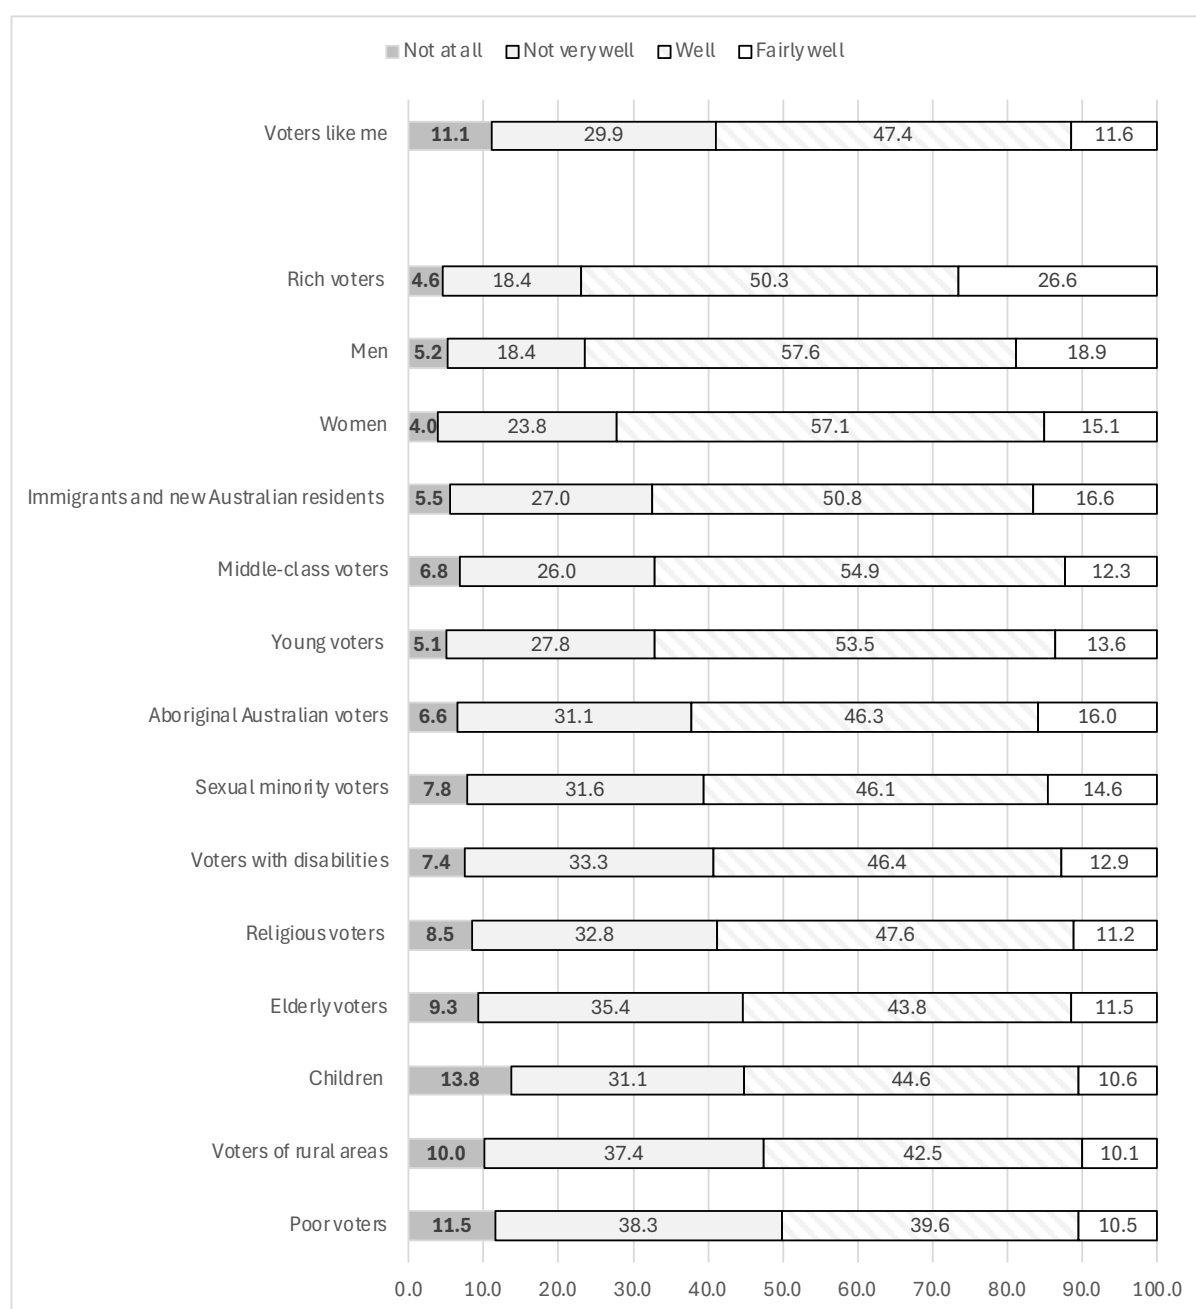 Not at all Not very well Well Fairly well
Voters like me 11.1 29.9 47.4 11.6
Rich voters 4.6 18.4 50.3 26.6
Men 5.2 18.4 57.6 18.9
Women 4.0 23.8 57.1 15.1
Immigrants and new Australian residents 5.5 27.0 50.8 16.6
Middle-class voters 6.8 26.0 54.9 12.3
Young voters 5.1 27.8 53.5 13.6
Aboriginal Australian voters 6.6 31.1 46.3 16.0
Sexual minority voters 7.8 31.6 46.1 14.6
Voters with disabilities 7.4 33.3 46.4 12.9
Religious voters 8.5 32.8 47.6 11.2
Elderly voters 9.3 35.4 43.8 11.5
Children 13.8 31.1 44.6 10.6
Voters of rural areas 10.0 37.4 42.5 10.1
Poor voters 11.5 38.3 39.6 10.5
0.0 10.0 20.0 30.0 40.0 50.0 60.0 70.0 80.0 90.0 100.0